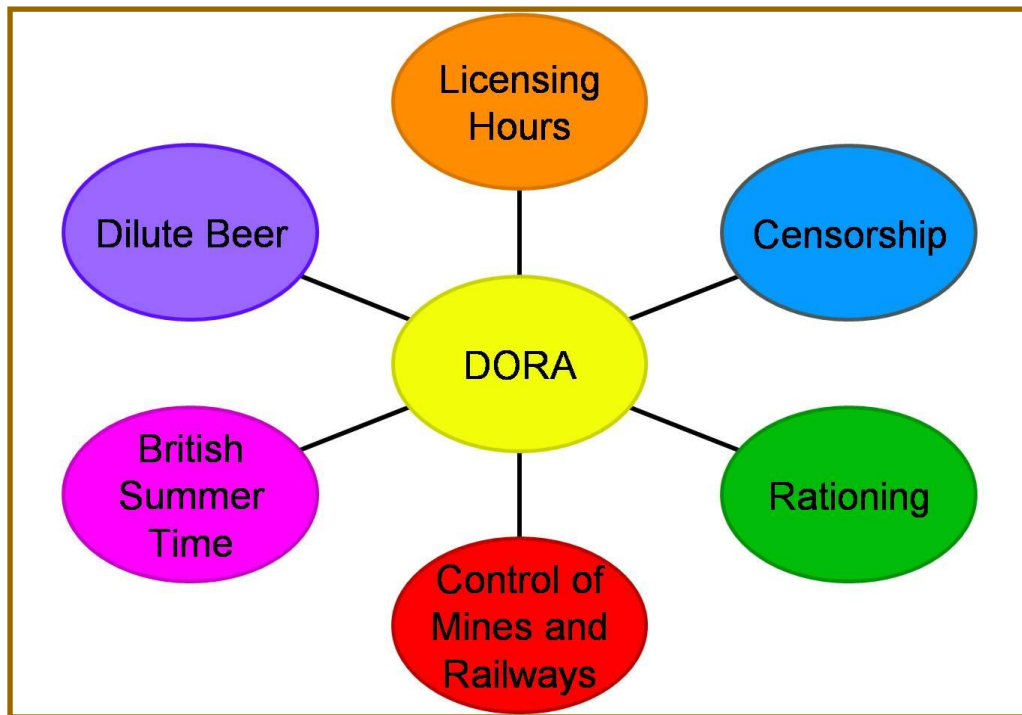 Licensing
Hours
Dilute Beer
Censorship
DORA
British
Summer
Time
Rationing
Control of
Mines and
Railways